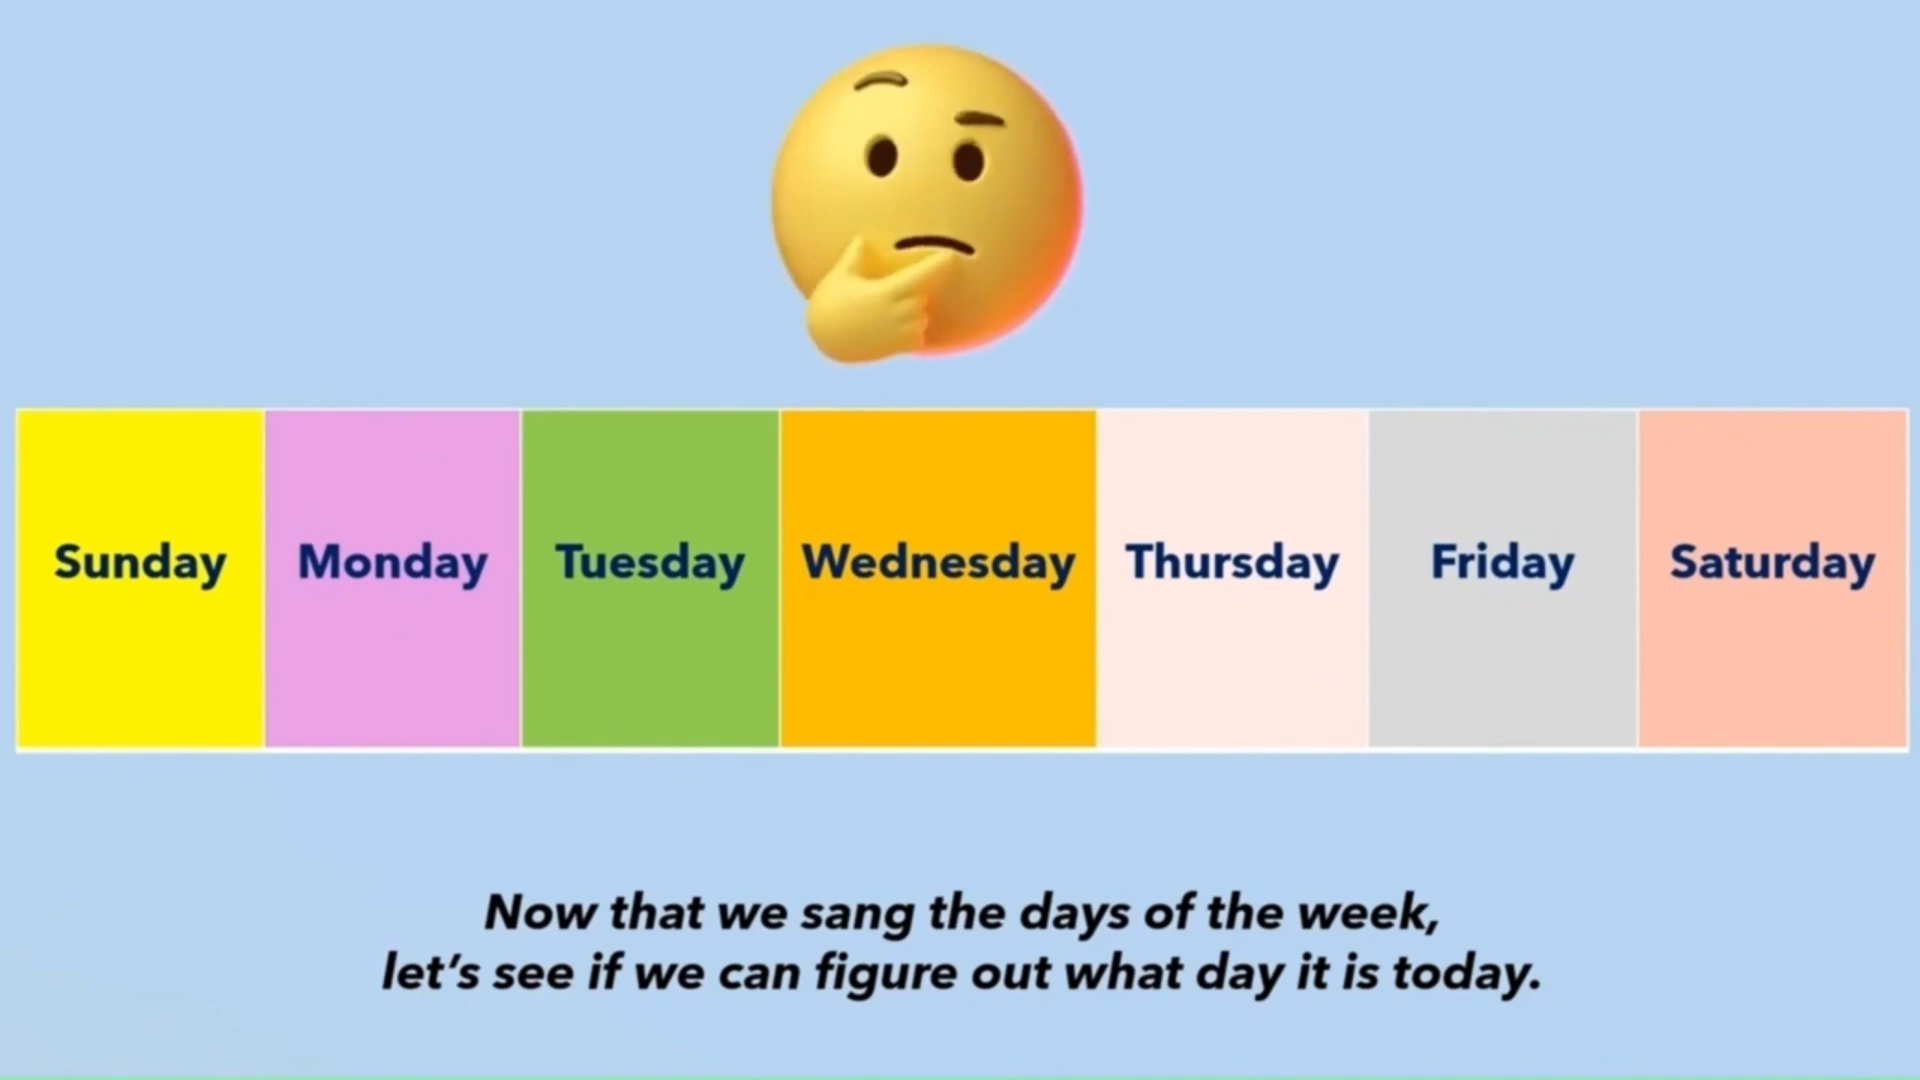 Sunday Monday Tuesday Wednesday Thursday Friday Saturday
Now that we sang the days of the week,
let’s see if we can figure out what day it is today.